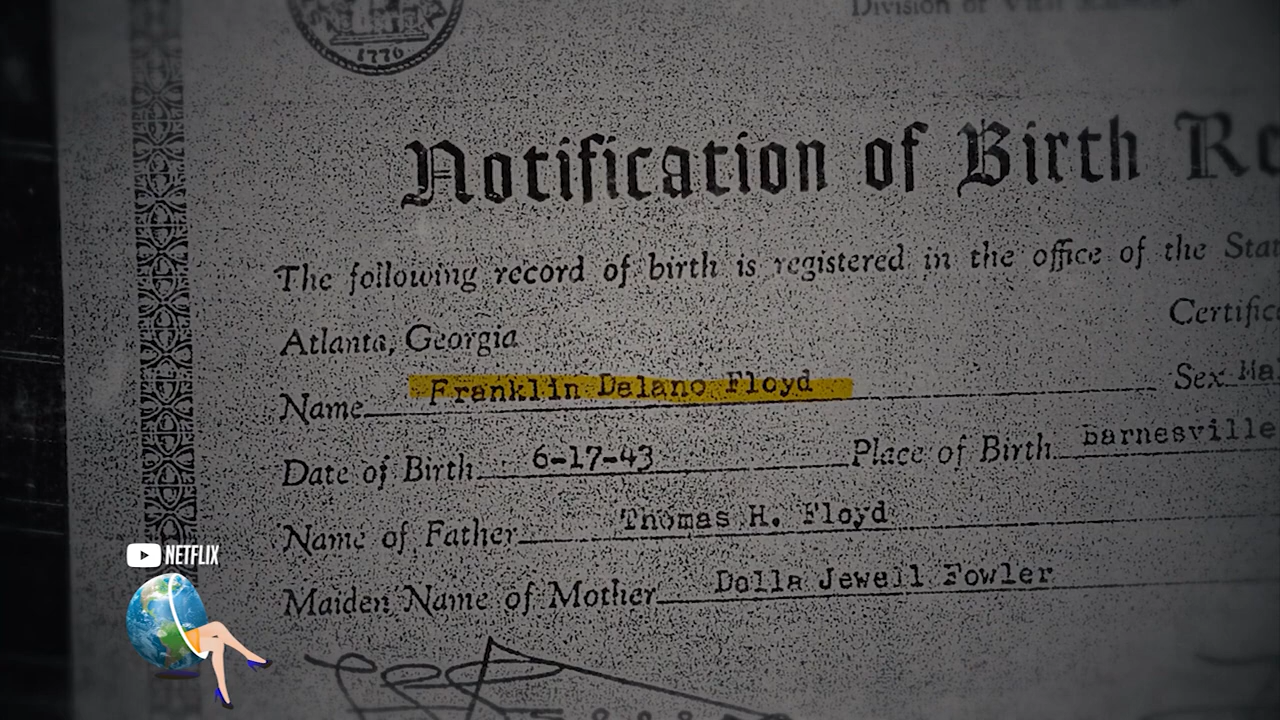 Division of Vital
1776
Notification of Birth Re
The following record of birth is registered in the office of the Stat
Certific
Atlanta, Georgia
Name Franklin Delano Floyd Sex Ma
Date of Birth 6-17-43 Place of Birth Barnesville
Name of Father Thomas H. Floyd
Maiden Name of Mother Dolla Jewell Fowler
NETFLIX